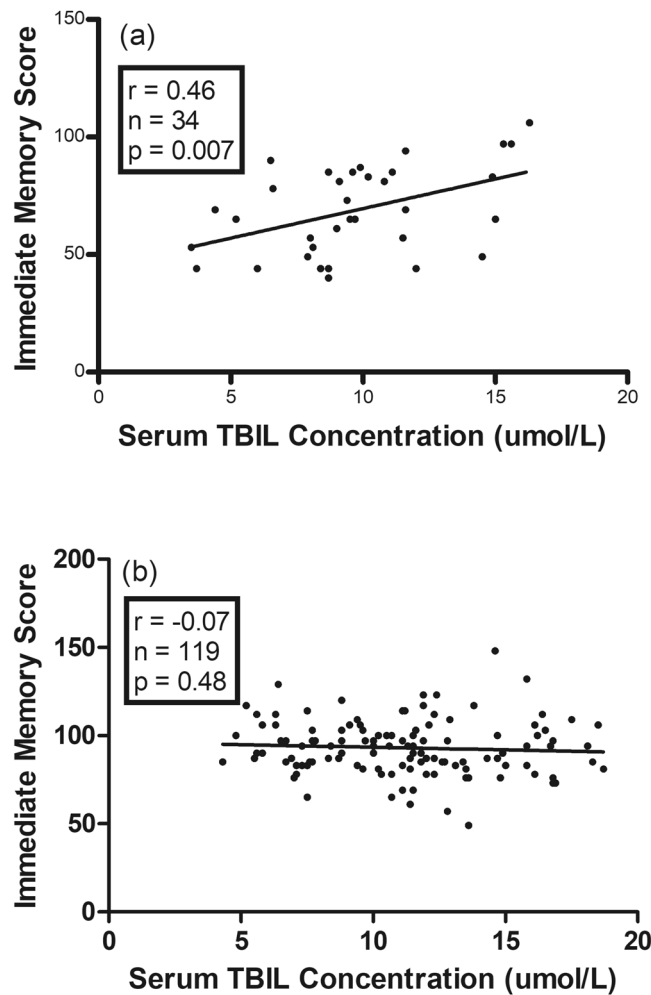 150
(a)
r = 0.46
n = 34
p = 0.007
100
50
0
Immediate Memory Score
0 5 10 15 20
Serum TBIL Concentration (umol/L)
200
(b)
r = -0.07
n = 119
p = 0.48
150
100
50
0
Immediate Memory Score
0 5 10 15 20
Serum TBIL Concentration (umol/L)